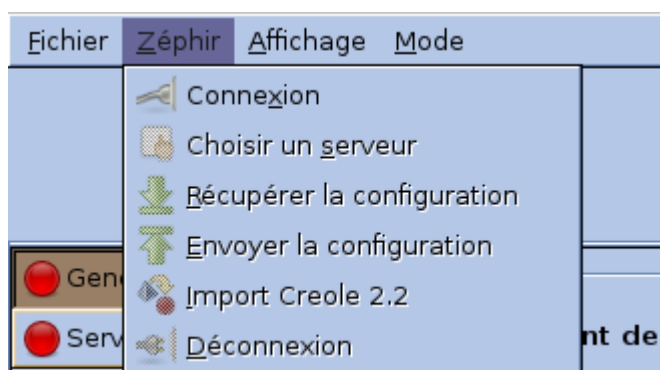 Fichier Zéphir Affichage Mode
Connexion
Choisir un serveur
Récupérer la configuration
Envoyer la configuration
Gene
Import Creole 2.2
Serv
Déconnexion
nt de